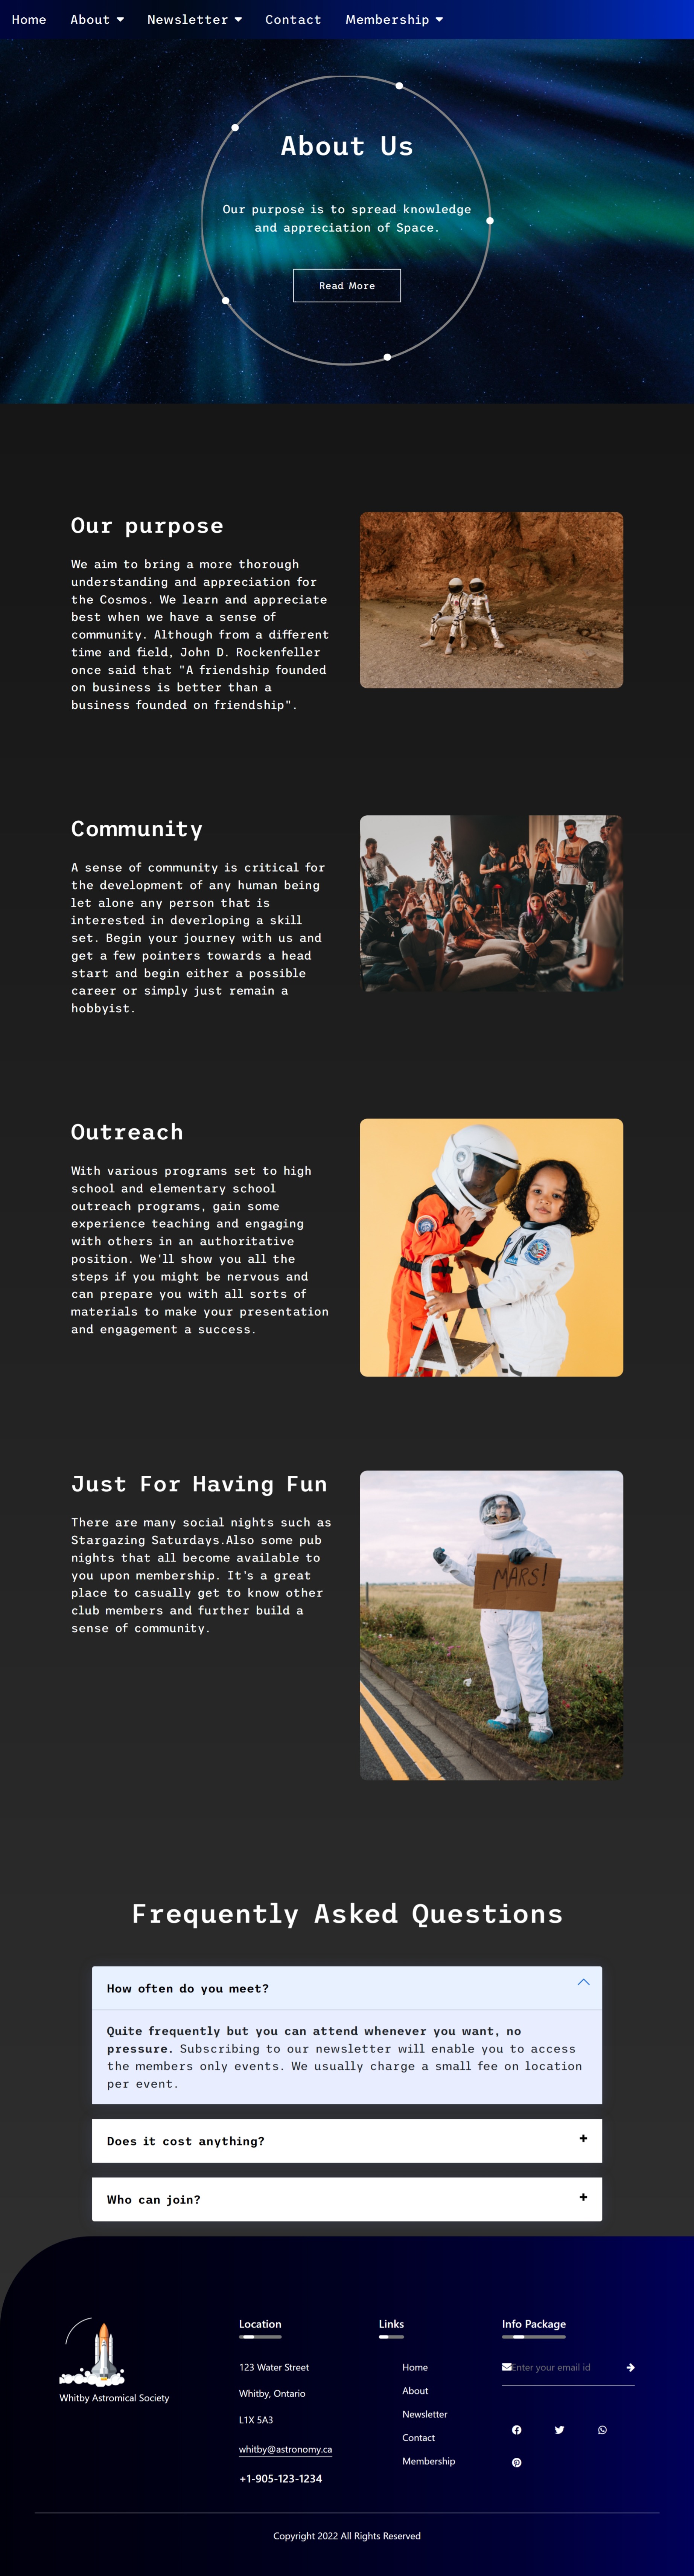 Home About Newsletter Contact Membership
About Us
Our purpose is to spread knowledge
and appreciation of Space.
Read More
Our purpose
We aim to bring a more thorough
understanding and appreciation for
the Cosmos. We learn and appreciate
best when we have a sense of
community. Although from a different
time and field, John D. Rockenfeller
once said that "A friendship founded
on business is better than a
business founded on friendship".
Community
A sense of community is critical for
the development of any human being
let alone any person that is
interested in deverloping a skill
set. Begin your journey with us and
get a few pointers towards a head
start and begin either a possible
career or simply just remain a
hobbyist.
Outreach
With various programs set to high
school and elementary school
outreach programs, gain some
experience teaching and engaging
with others in an authoritative
position. We'll show you all the
steps if you might be nervous and
can prepare you with all sorts of
materials to make your presentation
and engagement a success.
Just For Having Fun
There are many social nights such as
Stargazing Saturdays.Also some pub
nights that all become available to
you upon membership. It's a great
place to casually get to know other
club members and further build a
sense of community.
MARS!
Frequently Asked Questions
How often do you meet?
Quite frequently but you can attend whenever you want, no
pressure. Subscribing to our newsletter will enable you to access
the members only events. We usually charge a small fee on location
per event.
Does it cost anything?
Who can join?
Whitby Astromical Society
Location
123 Water Street
Whitby, Ontario
L1X 5A3
whitby@astronomy.ca
+1-905-123-1234
Links
Home
About
Newsletter
Contact
Membership
Info Package
Enter your email id
Copyright 2022 All Rights Reserved